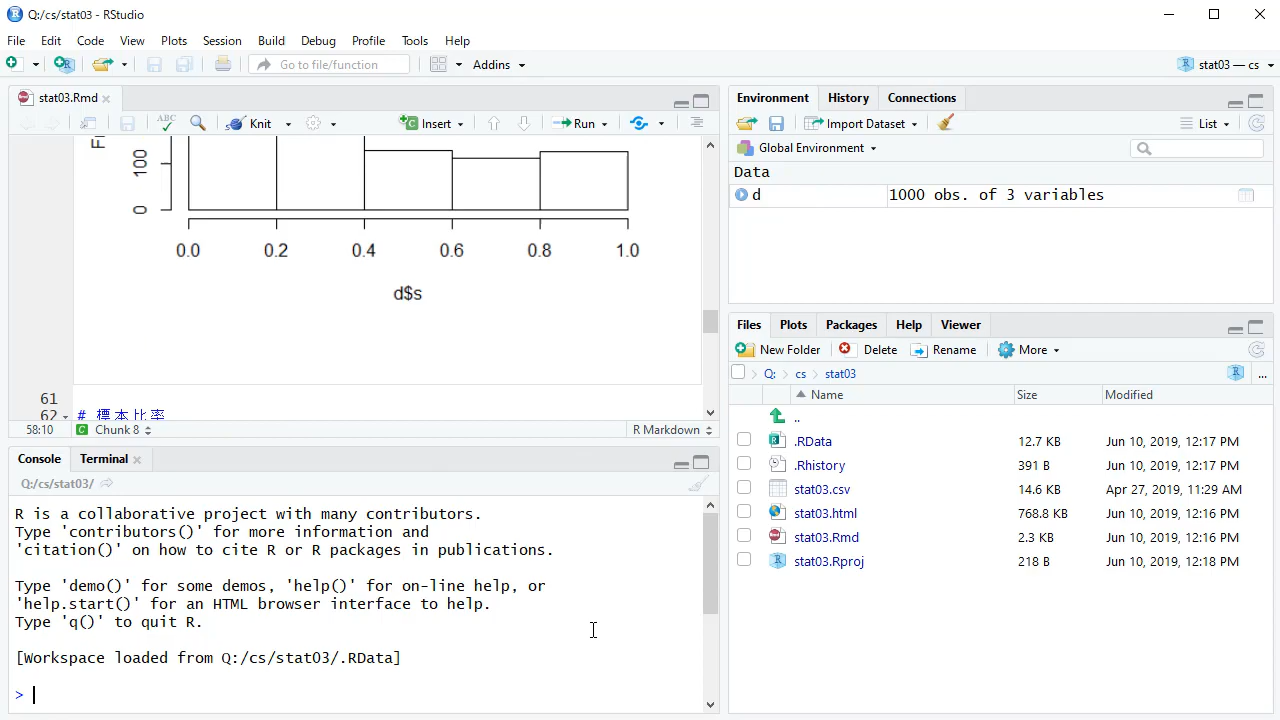 Q:/cs/stat03 - RStudio
File Edit Code View Plots Session Build Debug Profile Tools Help
Go to file/function Addins stat03 — cs
stat03.Rmd
ABC Knit Insert Run
100
0
0.0 0.2 0.4 0.6 0.8 1.0
d$s
61
62 # 標本比率
58:10 C Chunk 8 R Markdown
Console Terminal
Q:/cs/stat03/
R is a collaborative project with many contributors.
Type 'contributors()' for more information and
'citation()' on how to cite R or R packages in publications.
Type 'demo()' for some demos, 'help()' for on-line help, or
'help.start()' for an HTML browser interface to help.
Type 'q()' to quit R.
[Workspace loaded from Q:/cs/stat03/.RData]
>
Environment History Connections
Import Dataset List
Global Environment
Data
d 1000 obs. of 3 variables
Files Plots Packages Help Viewer
New Folder Delete Rename More
Q: cs stat03 R ...
Name Size Modified
..
.RData 12.7 KB Jun 10, 2019, 12:17 PM
.Rhistory 391 B Jun 10, 2019, 12:17 PM
stat03.csv 14.6 KB Apr 27, 2019, 11:29 AM
stat03.html 768.8 KB Jun 10, 2019, 12:16 PM
stat03.Rmd 2.3 KB Jun 10, 2019, 12:16 PM
stat03.Rproj 218 B Jun 10, 2019, 12:18 PM